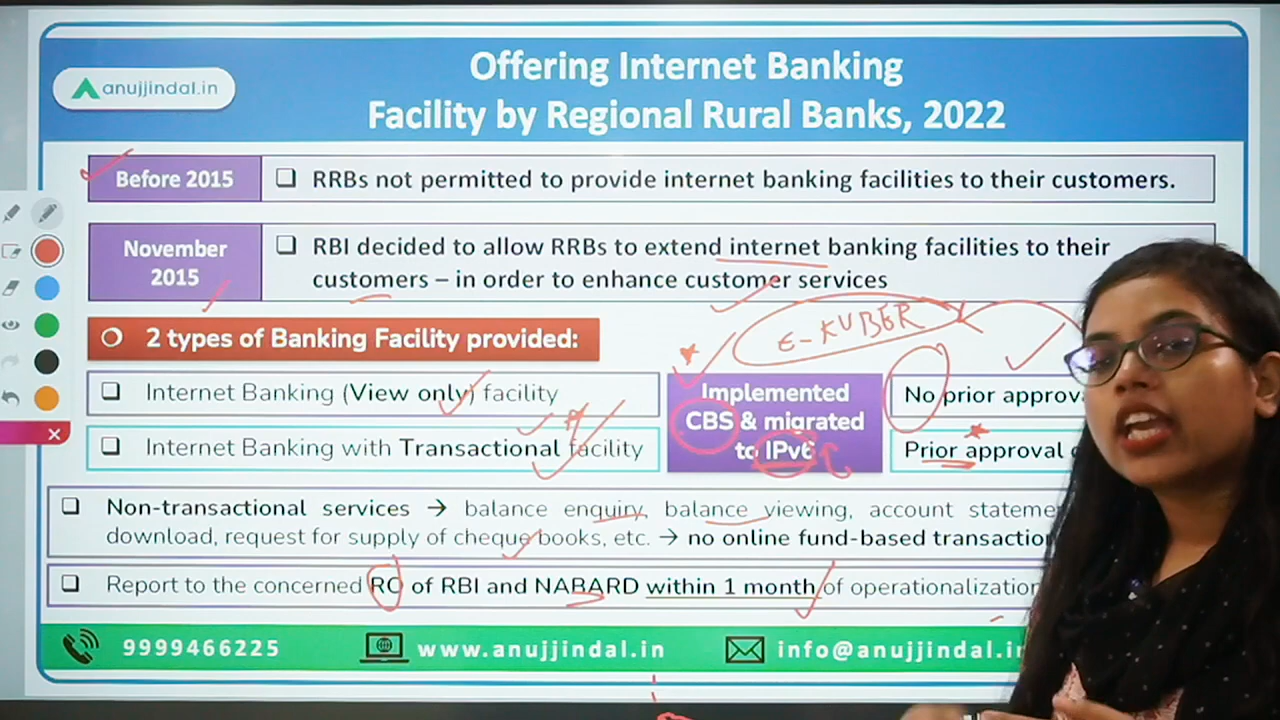 anujjindal.in
Offering Internet Banking
Facility by Regional Rural Banks, 2022
Before 2015
RRBs not permitted to provide internet banking facilities to their customers.
November
2015
RBI decided to allow RRBs to extend internet banking facilities to their
customers – in order to enhance customer services
E-KUBER
2 types of Banking Facility provided:
Internet Banking (View only) facility
Internet Banking with Transactional facility
Implemented
CBS & migrated
to IPv6
No prior
Prior approval
Non-transactional services → balance enquiry, balance viewing, account
download, request for supply of cheque books, etc. → no online fund-based
Report to the concerned RO of RBI and NABARD within 1 month of
9999466225
www.anujjindal.in
info@anujjindal.in